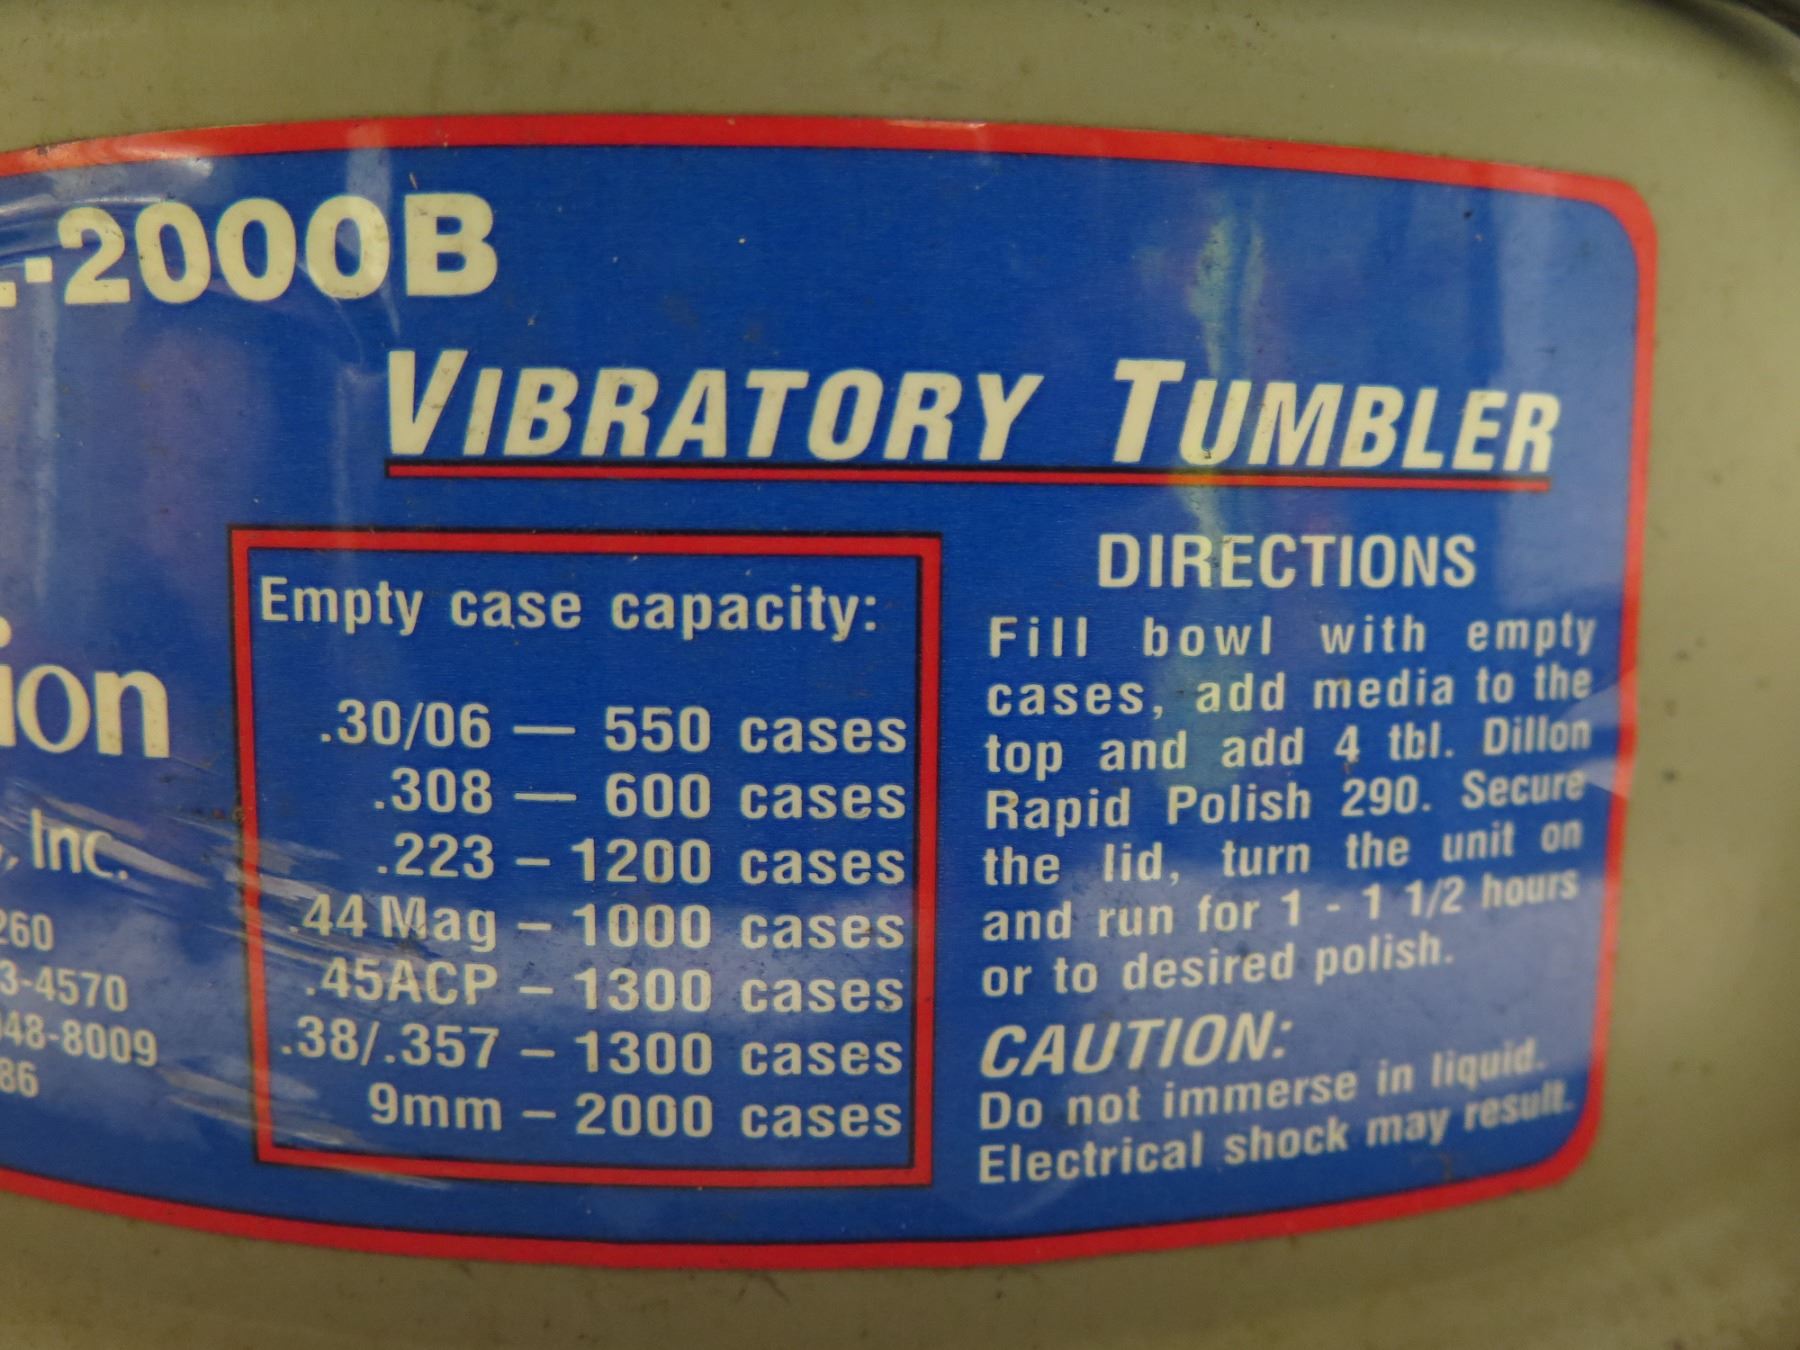 -2000B
VIBRATORY TUMBLER
ion
, Inc.
260
3-4570
048-8009
86
Empty case capacity:
.30/06 — 550 cases
.308 — 600 cases
.223 – 1200 cases
.44 Mag – 1000 cases
.45ACP – 1300 cases
.38/.357 – 1300 cases
9mm – 2000 cases
DIRECTIONS
Fill bowl with empty
cases, add media to the
top and add 4 tbl. Dillon
Rapid Polish 290. Secure
the lid, turn the unit on
and run for 1 - 1 1/2 hours
or to desired polish.
CAUTION:
Do not immerse in liquid.
Electrical shock may result.